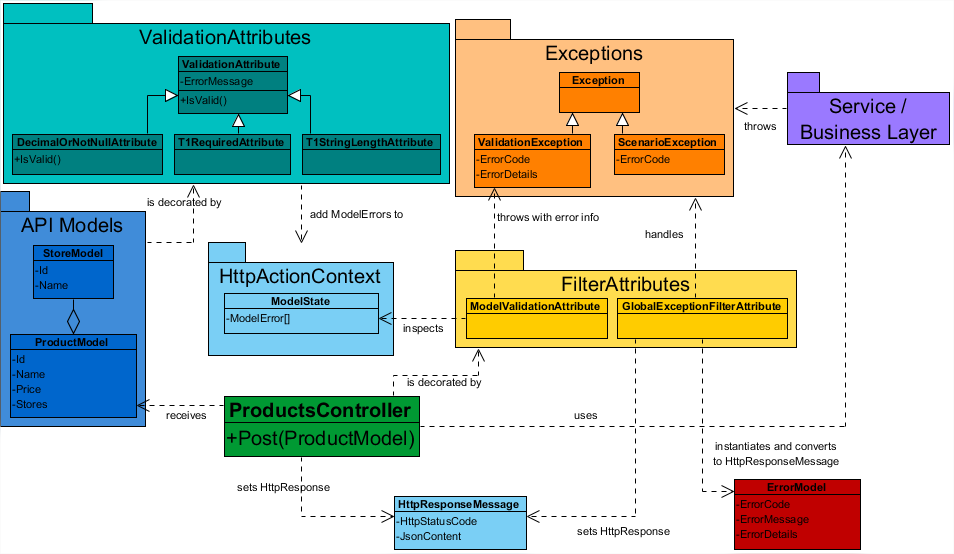 ValidationAttributes
ValidationAttribute
-ErrorMessage
+IsValid()
DecimalOrNotNullAttribute
+IsValid()
T1RequiredAttribute
T1StringLengthAttribute
Exceptions
Exception
ValidationException
-ErrorCode
-ErrorDetails
ScenarioException
-ErrorCode
Service /
Business Layer
throws
is decorated by
add ModelErrors to
throws with error info
handles
API Models
StoreModel
-Id
-Name
ProductModel
-Id
-Name
-Price
-Stores
HttpActionContext
ModelState
-ModelError[]
inspects
FilterAttributes
ModelValidationAttribute
GlobalExceptionFilterAttribute
is decorated by
receives
ProductsController
+Post(ProductModel)
uses
instantiates and converts
to HttpResponseMessage
sets HttpResponse
HttpResponseMessage
-HttpStatusCode
-JsonContent
sets HttpResponse
ErrorModel
-ErrorCode
-ErrorMessage
-ErrorDetails